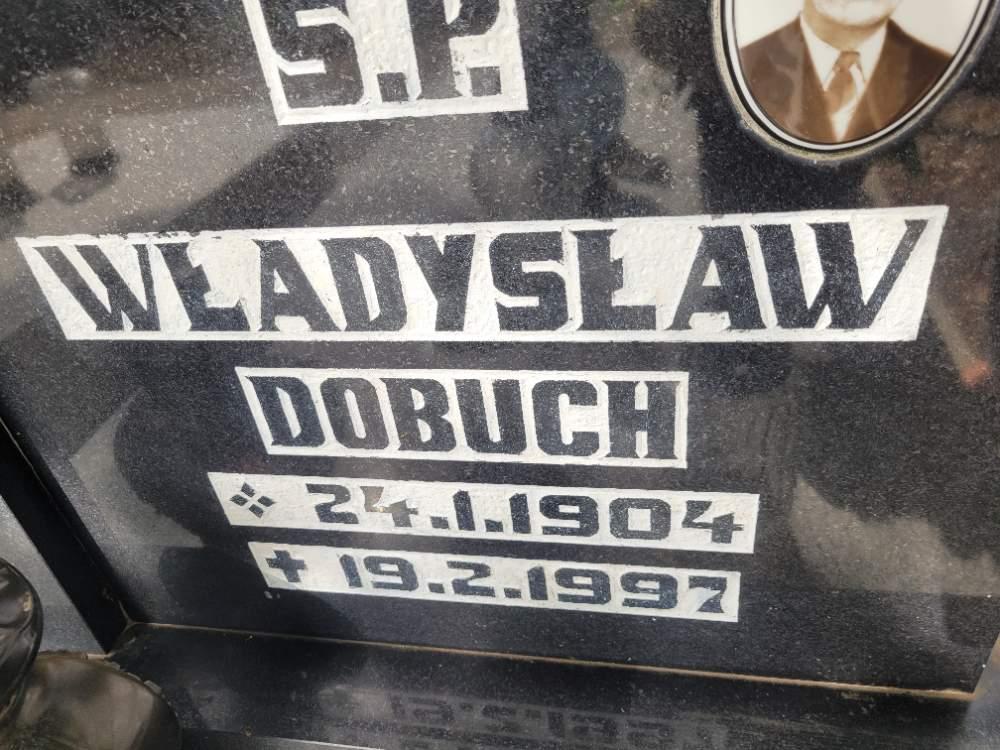 Ś.P.
WŁADYSŁAW
DOBUCH
24.1.1904
19.2.1997